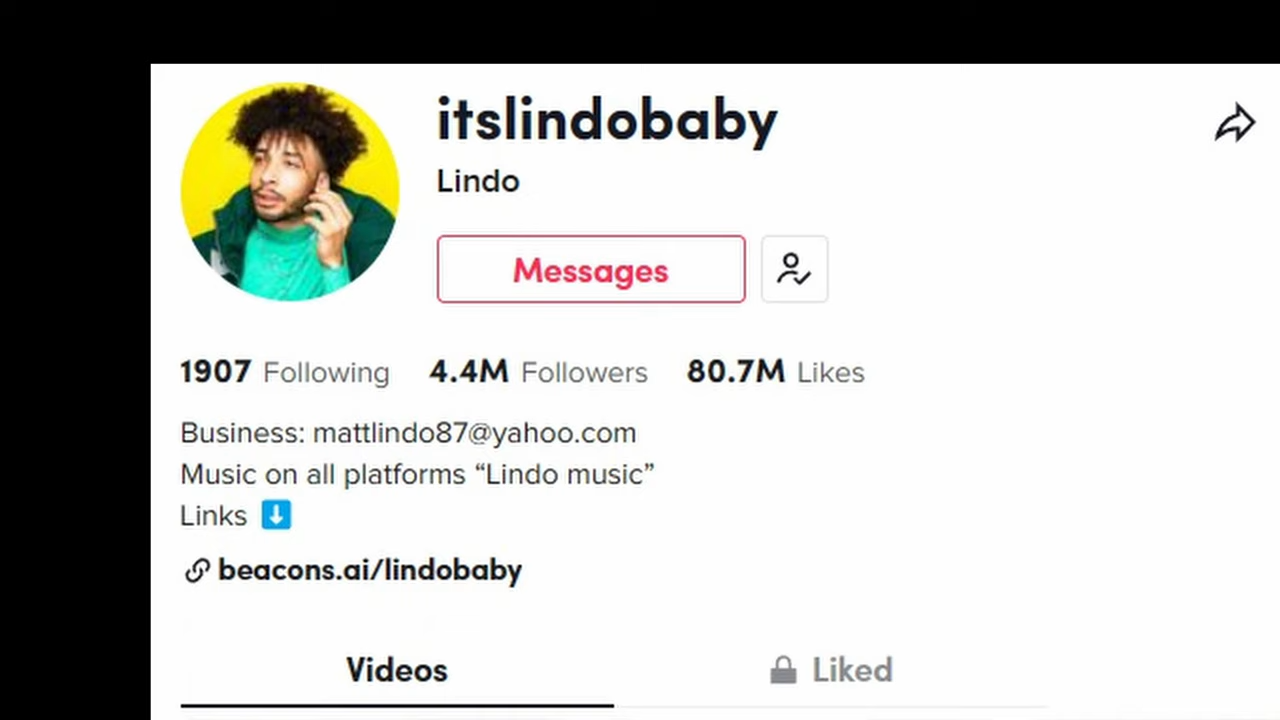 itslindobaby
Lindo
Messages
1907 Following 4.4M Followers 80.7M Likes
Business: mattlindo87@yahoo.com
Music on all platforms “Lindo music”
Links ⬇️
beacons.ai/lindobaby
Videos Liked